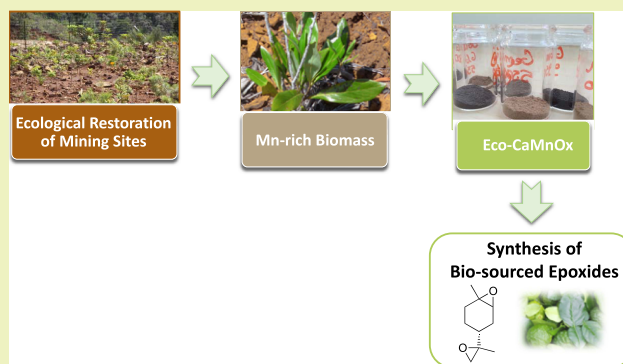 Ecological Restoration
of Mining Sites
Mn-rich Biomass
Eco-CaMnOx
Synthesis of
Bio-sourced Epoxides
O
O